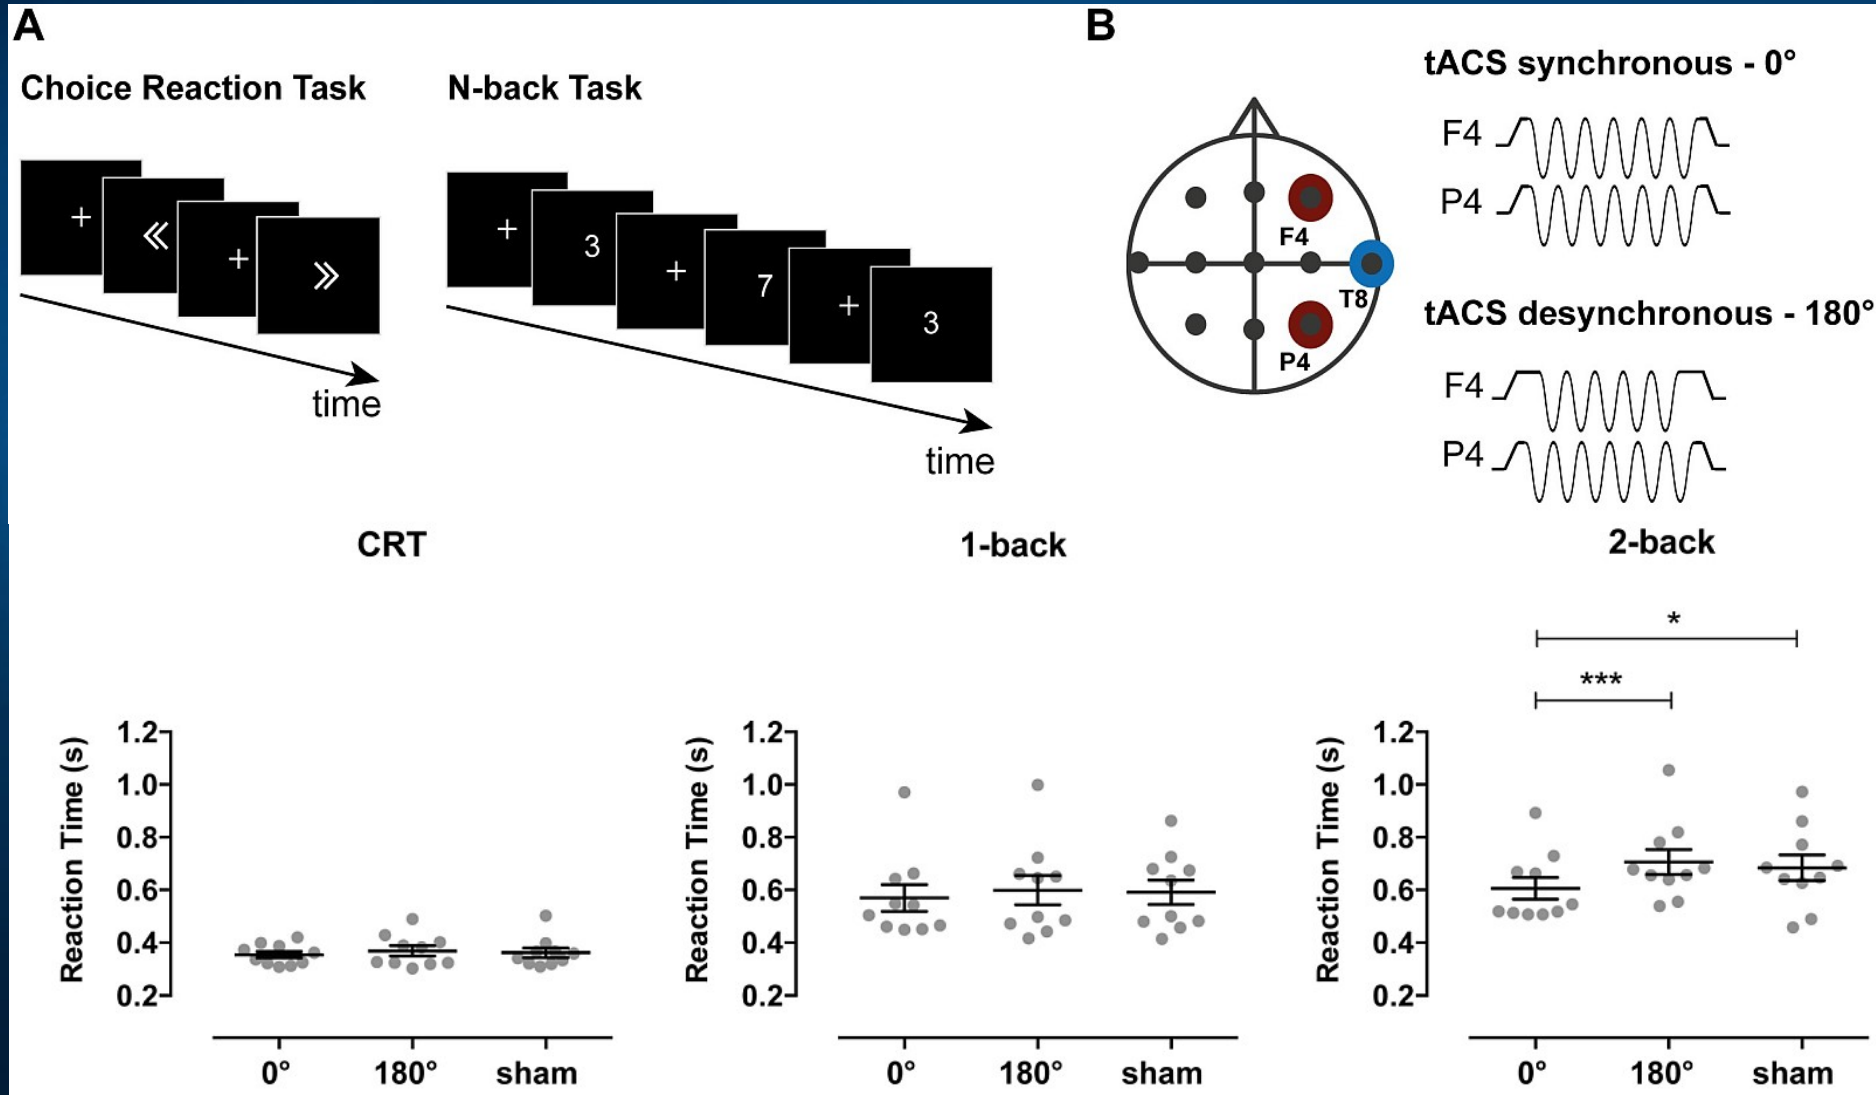 A
Choice Reaction Task
N-back Task
+
«
+
»
time
+
3
+
7
+
3
time
B
F4
T8
P4
tACS synchronous - 0°
F4
P4
tACS desynchronous - 180°
F4
P4
CRT
Reaction Time (s)
1.2
1.0
0.8
0.6
0.4
0.2
0°
180°
sham
1-back
Reaction Time (s)
1.2
1.0
0.8
0.6
0.4
0.2
0°
180°
sham
2-back
*
***
Reaction Time (s)
1.2
1.0
0.8
0.6
0.4
0.2
0°
180°
sham